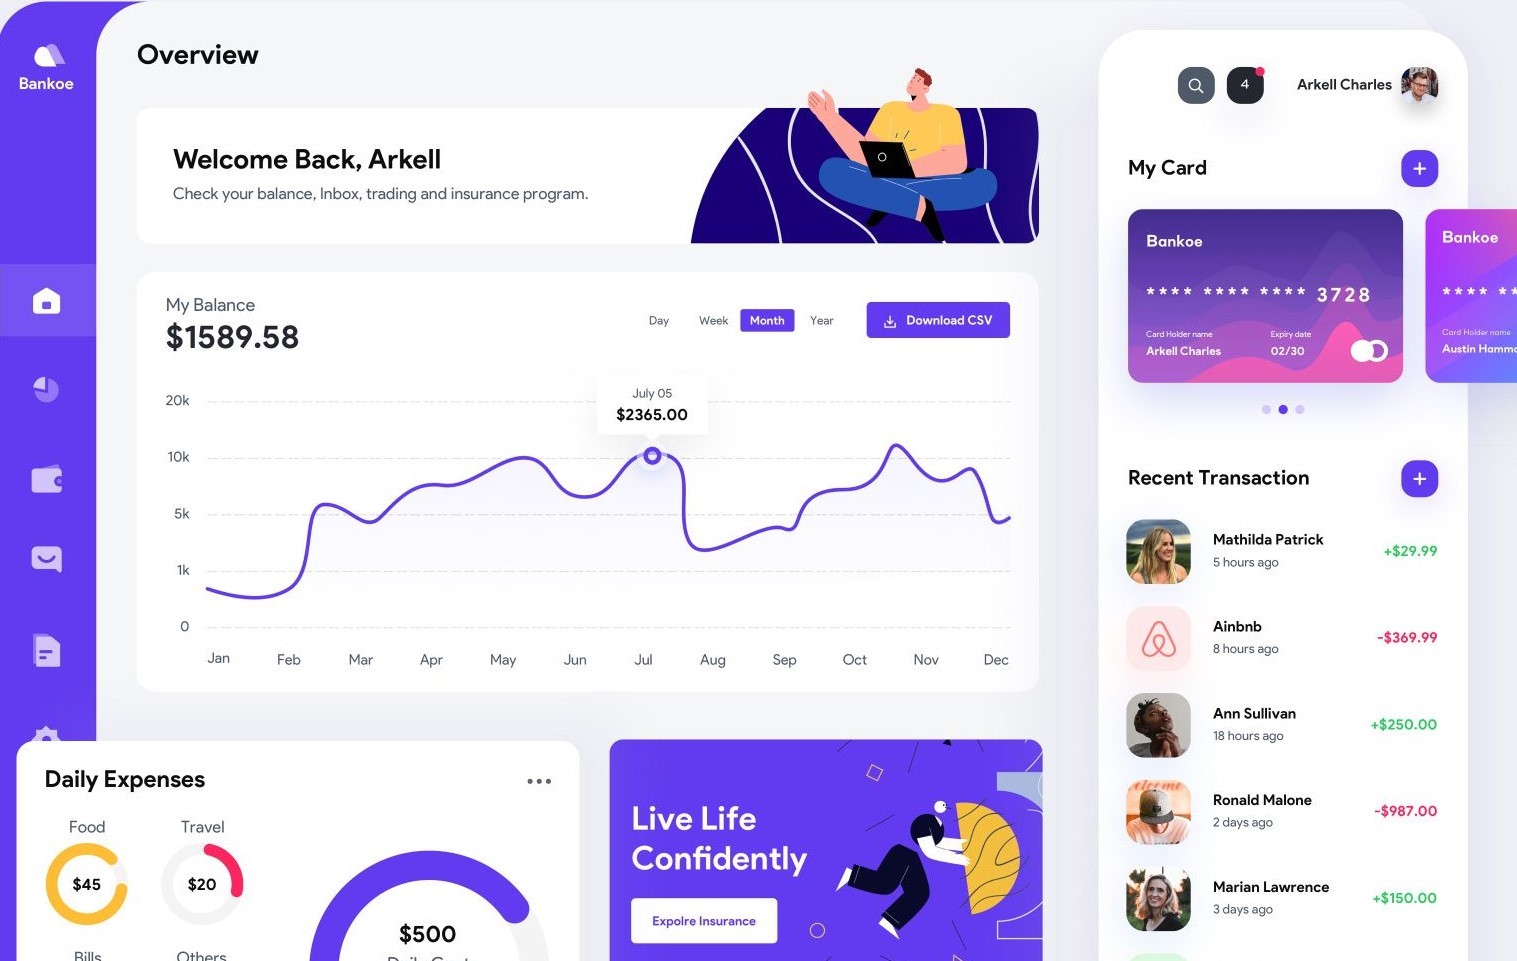 Bankoe
Overview
Welcome Back, Arkell
Check your balance, Inbox, trading and insurance program.
My Balance
$1589.58
Day Week Month Year
Download CSV
July 05
$2365.00
20k
10k
5k
1k
0
Jan Feb Mar Apr May Jun Jul Aug Sep Oct Nov Dec
Daily Expenses
Food Travel
$45 $20
Bills Others
$500
Live Life
Confidently
Expolre Insurance
4
Arkell Charles
My Card
Bankoe
**** **** **** 3728
Card Holder name Expiry date
Arkell Charles 02/30
Bankoe
**** **
Card Holder name
Austin Hammo
Recent Transaction
Mathilda Patrick
5 hours ago
+$29.99
Ainbnb
8 hours ago
-$369.99
Ann Sullivan
18 hours ago
+$250.00
Ronald Malone
2 days ago
-$987.00
Marian Lawrence
3 days ago
+$150.00